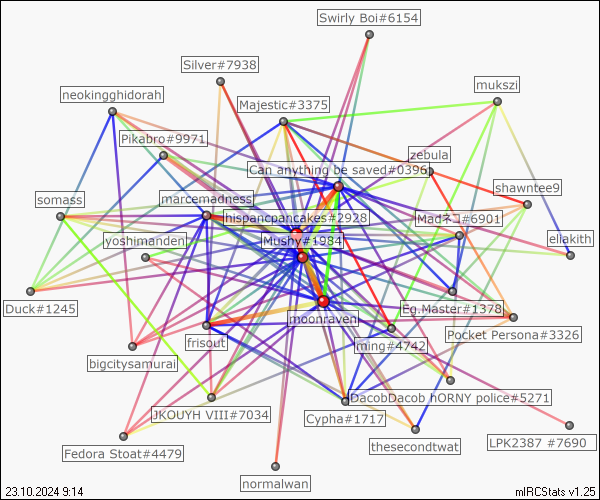 Swirly Boi#6154
Silver#7938
mukszi
neokingghidorah
Majestic#3375
Pikabro#9971
zebula
Can anything be saved#0396
shawntee9
somass
marcemadness
hispancpancakes#2928
Madネコ#6901
yoshimanden
Mushy#1984
eliakith
Duck#1245
Eg.Master#1378
moonraven
Pocket Persona#3326
frisout
ming#4742
bigcitysamurai
DacobDacob hORNY police#5271
JKOUYH VIII#7034
Cypha#1717
Fedora Stoat#4479
thesecondtwat
LPK2387 #7690
normalwan
23.10.2024 9:14
mIRCStats v1.25